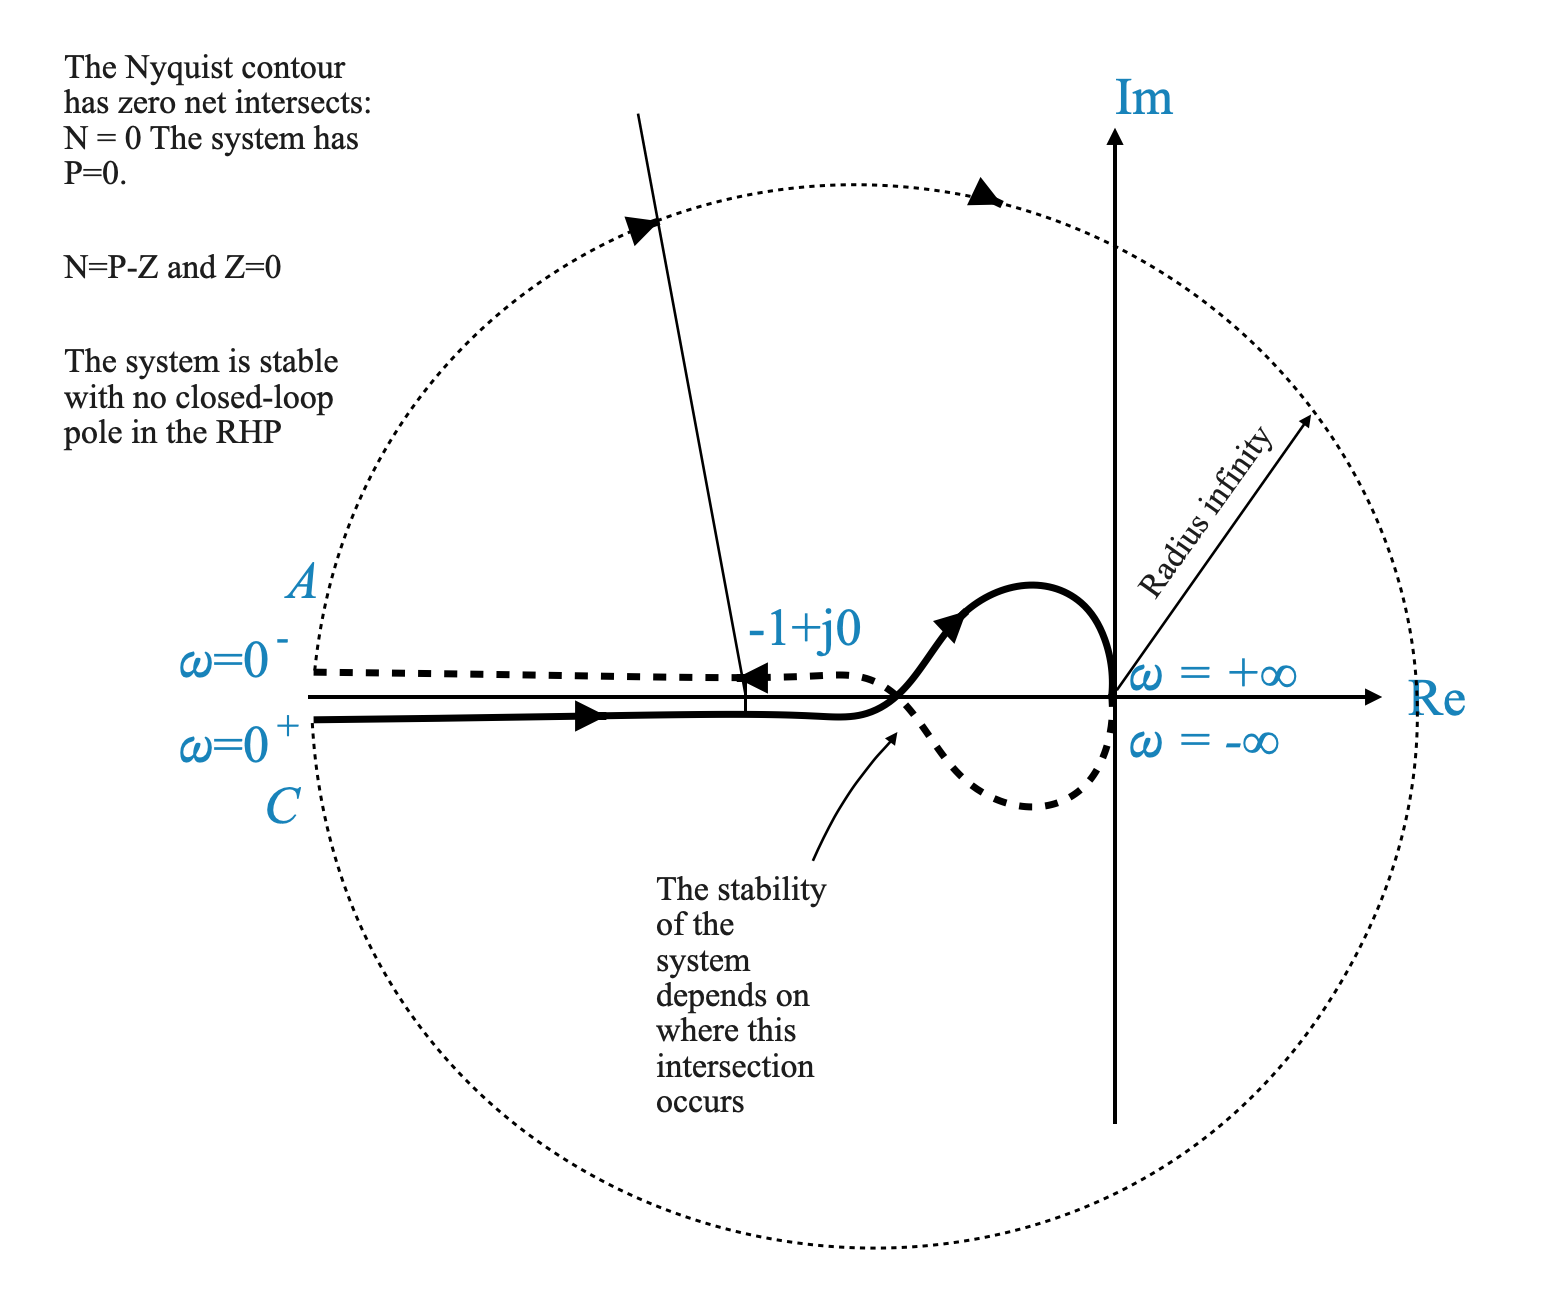 The Nyquist contour
has zero net intersects:
N = 0 The system has
P=0.
N=P-Z and Z=0
The system is stable
with no closed-loop
pole in the RHP
Im
Radius infinity
A
ω=0⁻
-1+j0
ω = +∞
Re
ω=0⁺
ω = -∞
C
The stability
of the
system
depends on
where this
intersection
occurs